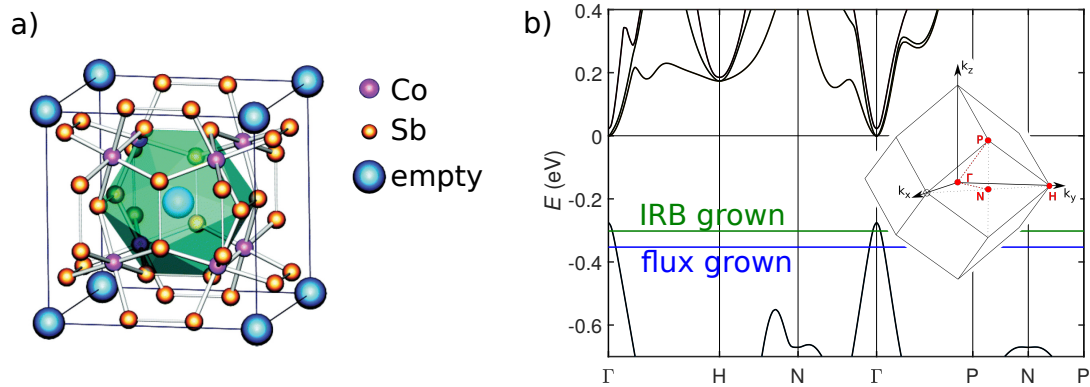 a)
Co
Sb
empty
b)
E (eV)
0.4
0.2
0
-0.2
-0.4
-0.6
IRB grown
flux grown
k_z
P
Γ
k_x
N
k_y
H
Γ H N Γ P N P